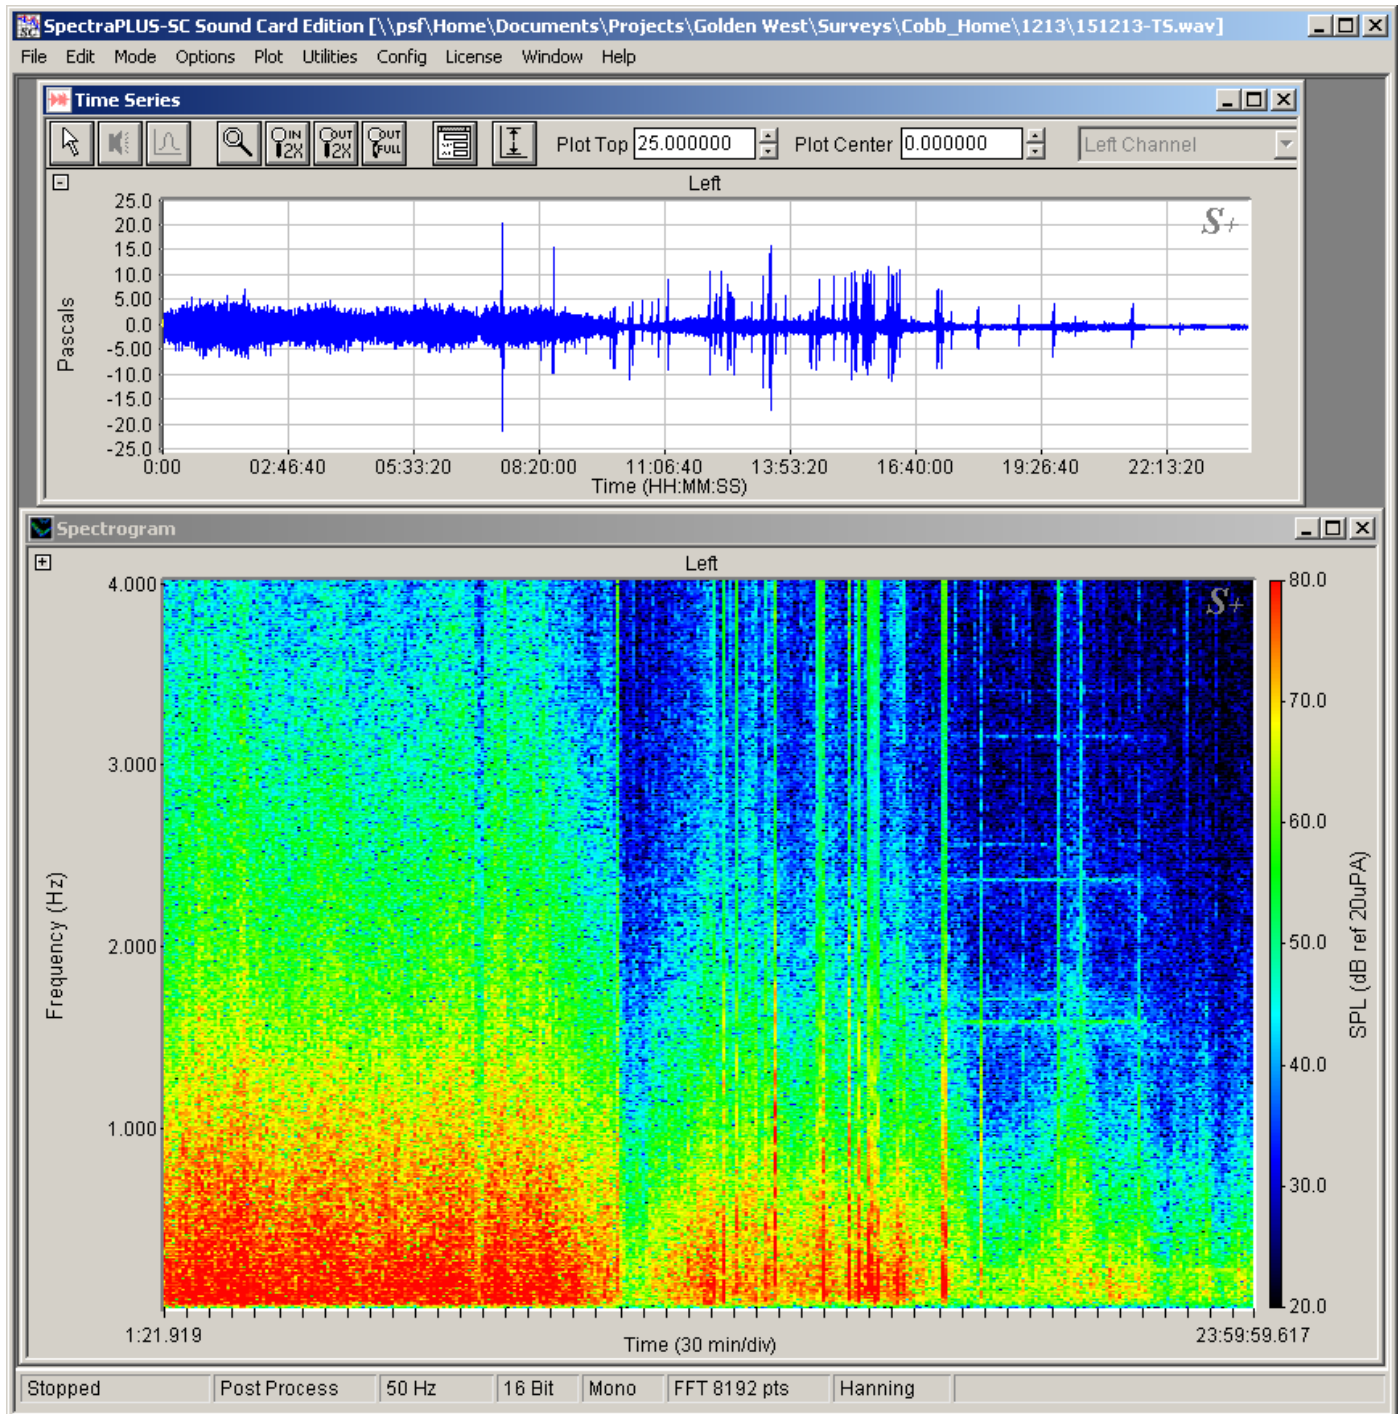 SpectraPLUS-SC Sound Card Edition [\\psf\Home\Documents\Projects\Golden West\Surveys\Cobb_Home\1213\151213-TS.wav]
File Edit Mode Options Plot Utilities Config License Window Help
Time Series
IN 2X OUT 2X OUT FULL Plot Top 25.000000 Plot Center 0.000000 Left Channel
Left
S+
25.0
20.0
15.0
10.0
5.00
0.0
-5.00
-10.0
-15.0
-20.0
-25.0
Pascals
0:00 02:46:40 05:33:20 08:20:00 11:06:40 13:53:20 16:40:00 19:26:40 22:13:20
Time (HH:MM:SS)
Spectrogram
Left
S+
4.000
3.000
2.000
1.000
Frequency (Hz)
80.0
70.0
60.0
50.0
40.0
30.0
20.0
SPL (dB ref 20uPA)
1:21.919 Time (30 min/div) 23:59:59.617
Stopped Post Process 50 Hz 16 Bit Mono FFT 8192 pts Hanning